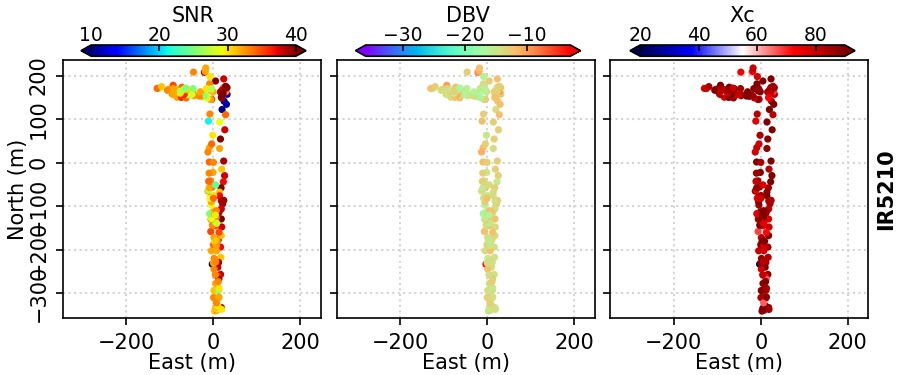 SNR DBV Xc
10 20 30 40 −30 −20 −10 20 40 60 80
200
100
0
−100
−200
−300
North (m)
IR5210
−200 0 200 −200 0 200 −200 0 200
East (m) East (m) East (m)